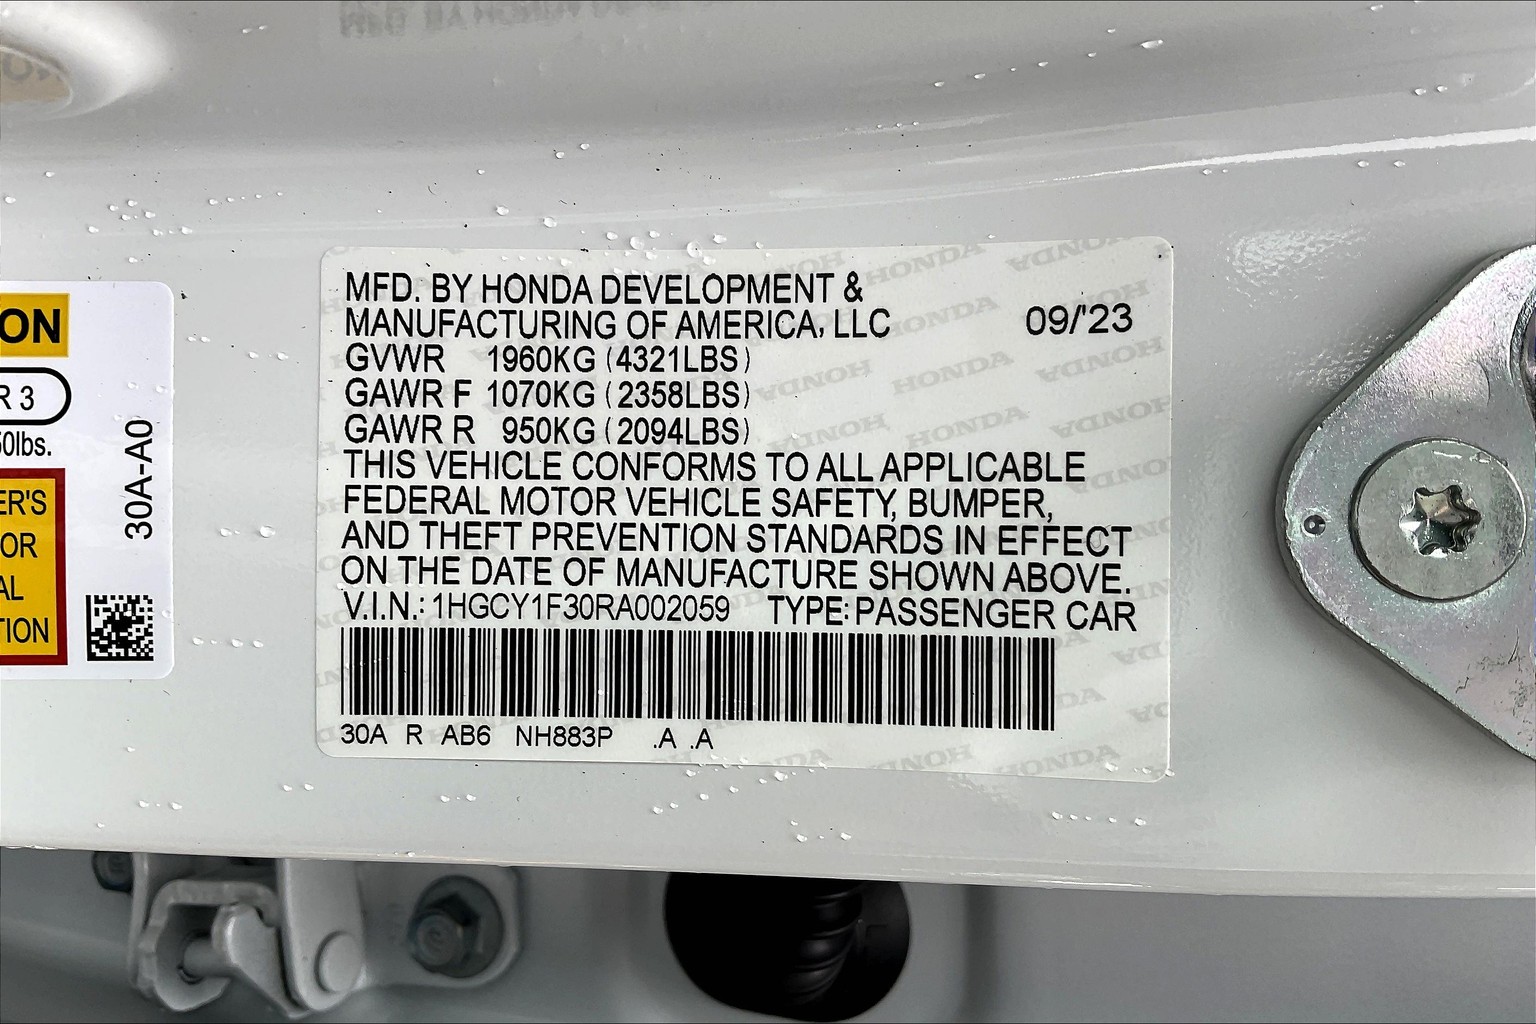 MFD. BY HONDA DEVELOPMENT &
MANUFACTURING OF AMERICA, LLC 09/'23
GVWR 1960KG (4321LBS)
GAWR F 1070KG (2358LBS)
GAWR R 950KG (2094LBS)
THIS VEHICLE CONFORMS TO ALL APPLICABLE
FEDERAL MOTOR VEHICLE SAFETY, BUMPER,
AND THEFT PREVENTION STANDARDS IN EFFECT
ON THE DATE OF MANUFACTURE SHOWN ABOVE.
V.I.N.: 1HGCY1F30RA002059 TYPE: PASSENGER CAR
30A R AB6 NH883P .A .A
ON
R 3
50lbs.
ER'S
OR
AL
TION
30A-A0